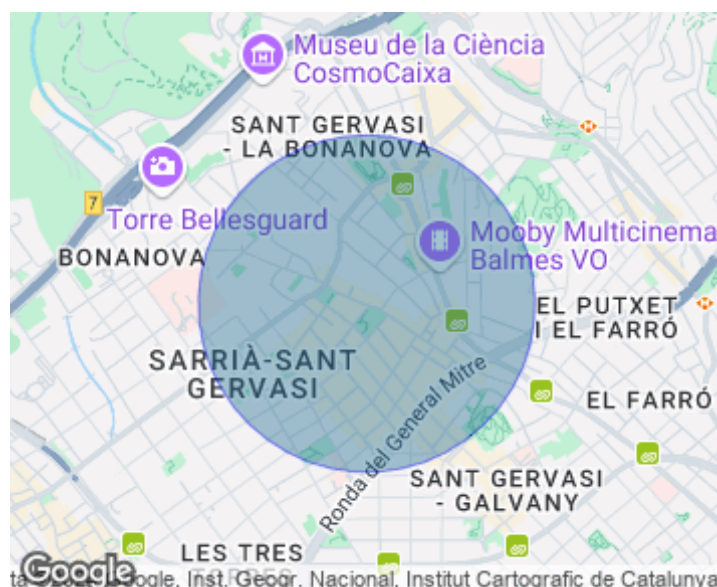 Museu de la Ciència
CosmoCaixa
SANT GERVASI
- LA BONANOVA
7
Torre Bellesguard
BONANOVA
Mooby Multicinema
Balmes VO
EL PUTXET
I EL FARRÓ
SARRIÀ-SANT
GERVASI
Ronda del General Mitre
EL FARRÓ
SANT GERVASI
- GALVANY
LES TRES
TORRES
Google
Google, Inst. Geogr. Nacional, Institut Cartografic de Catalunya